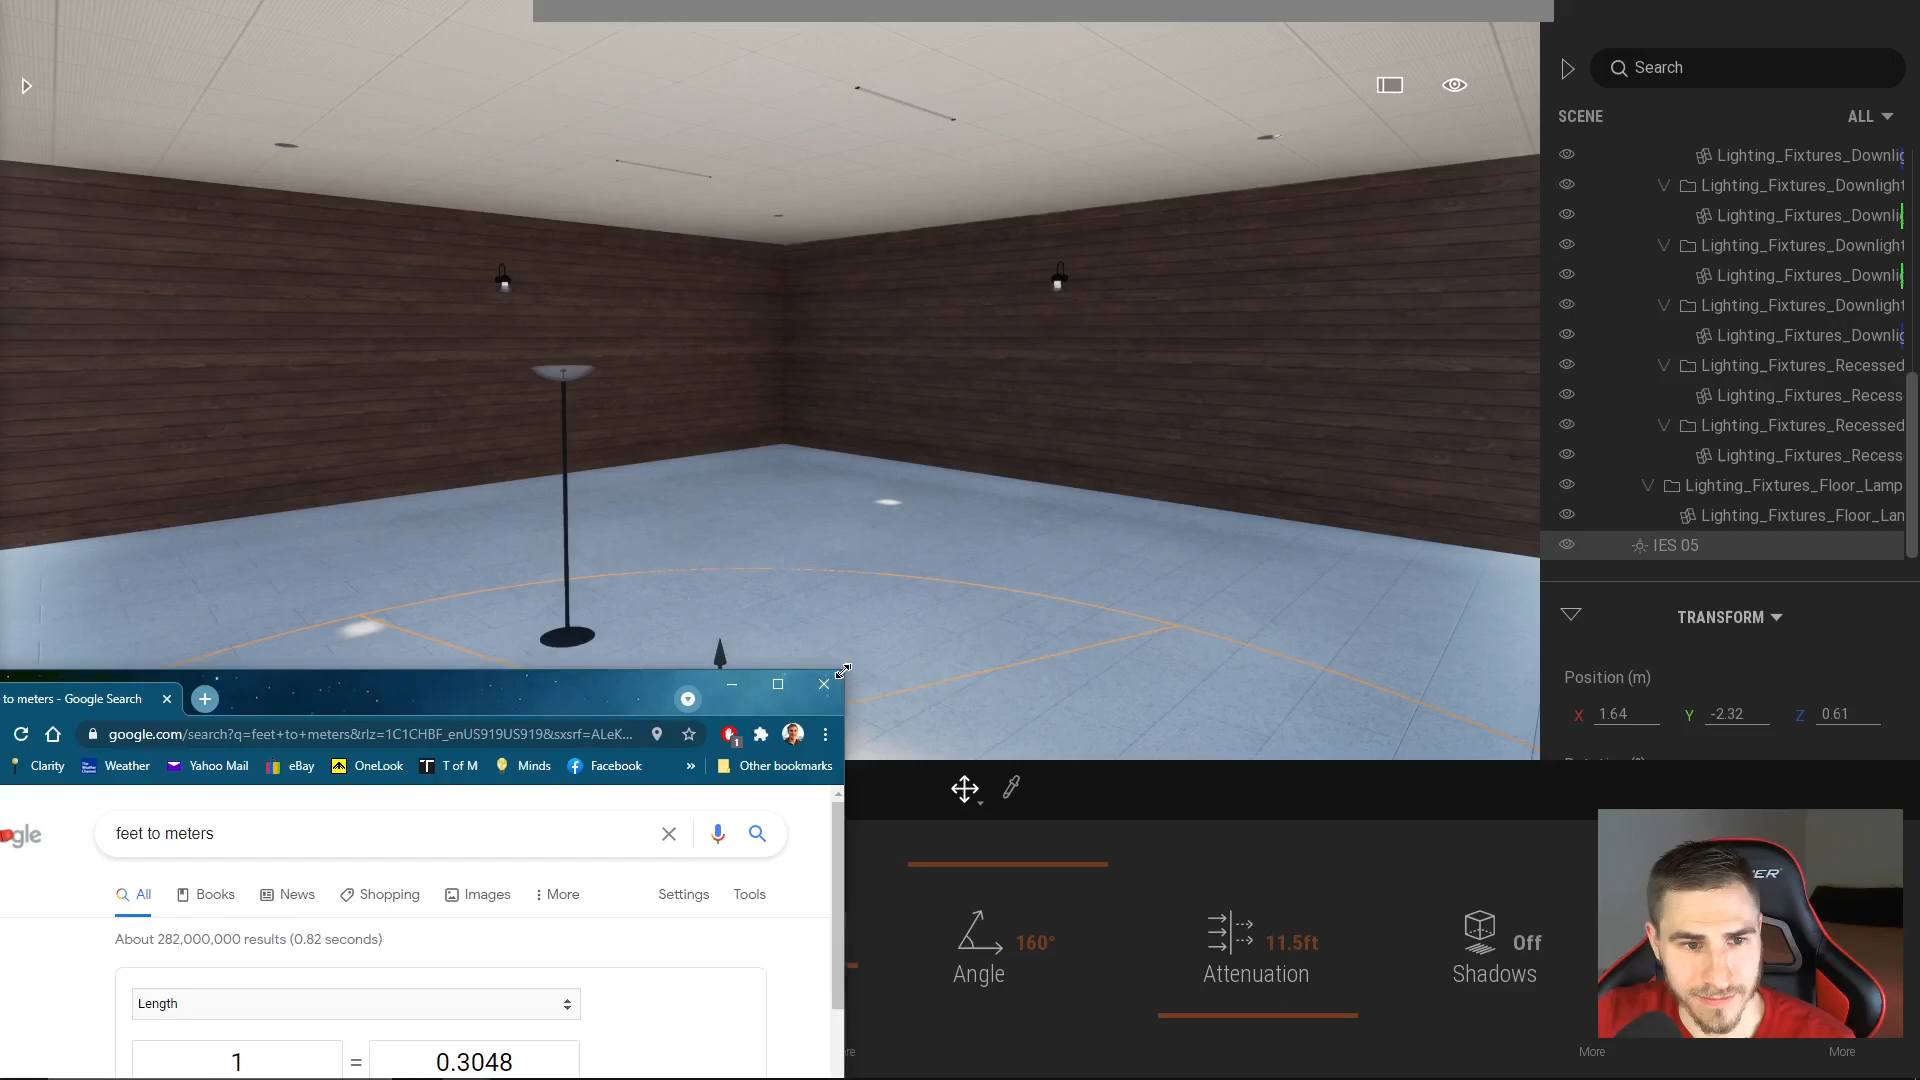 Search
SCENE
ALL
Lighting_Fixtures_Downlig
Lighting_Fixtures_Downlight
Lighting_Fixtures_Downli
Lighting_Fixtures_Downlight
Lighting_Fixtures_Downli
Lighting_Fixtures_Downlight
Lighting_Fixtures_Downlig
Lighting_Fixtures_Recessed
Lighting_Fixtures_Recess
Lighting_Fixtures_Recessed
Lighting_Fixtures_Recess
Lighting_Fixtures_Floor_Lamp
Lighting_Fixtures_Floor_Lan
IES 05
TRANSFORM
Position (m)
X 1.64 Y -2.32 Z 0.61
to meters - Google Search
google.com/search?q=feet+to+meters&rlz=1C1CHBF_enUS919US919&sxsrf=ALeK...
1
Clarity Weather Yahoo Mail eBay OneLook T of M Minds Facebook » Other bookmarks
gle
feet to meters
All Books News Shopping Images More Settings Tools
About 282,000,000 results (0.82 seconds)
Length
1 = 0.3048
160°
Angle
11.5ft
Attenuation
Off
Shadows
More
More